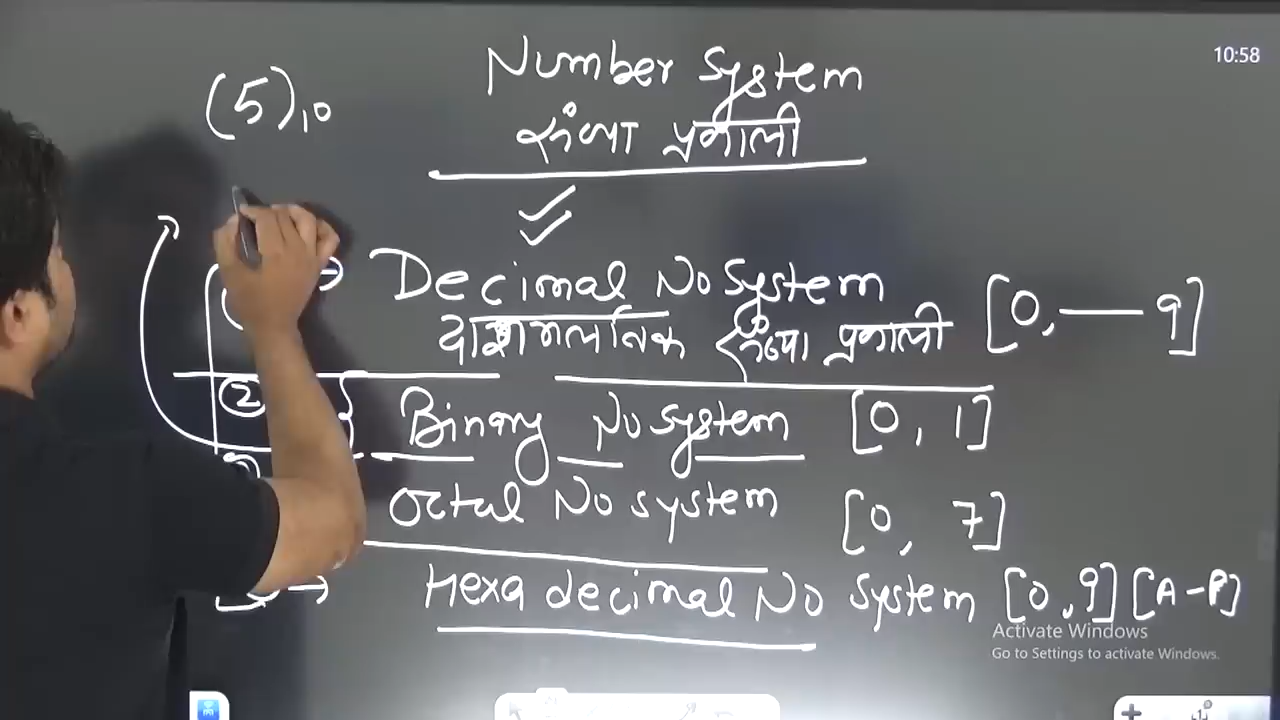 10:58
Number System
(5)10
संख्या प्रणाली
Decimal No System [0, — 9]
संख्या प्रणाली
② Binary No system [0, 1]
Octal No system [0, 7]
Hexa decimal No System [0, 9] [A-F]
Activate Windows
Go to Settings to activate Windows.